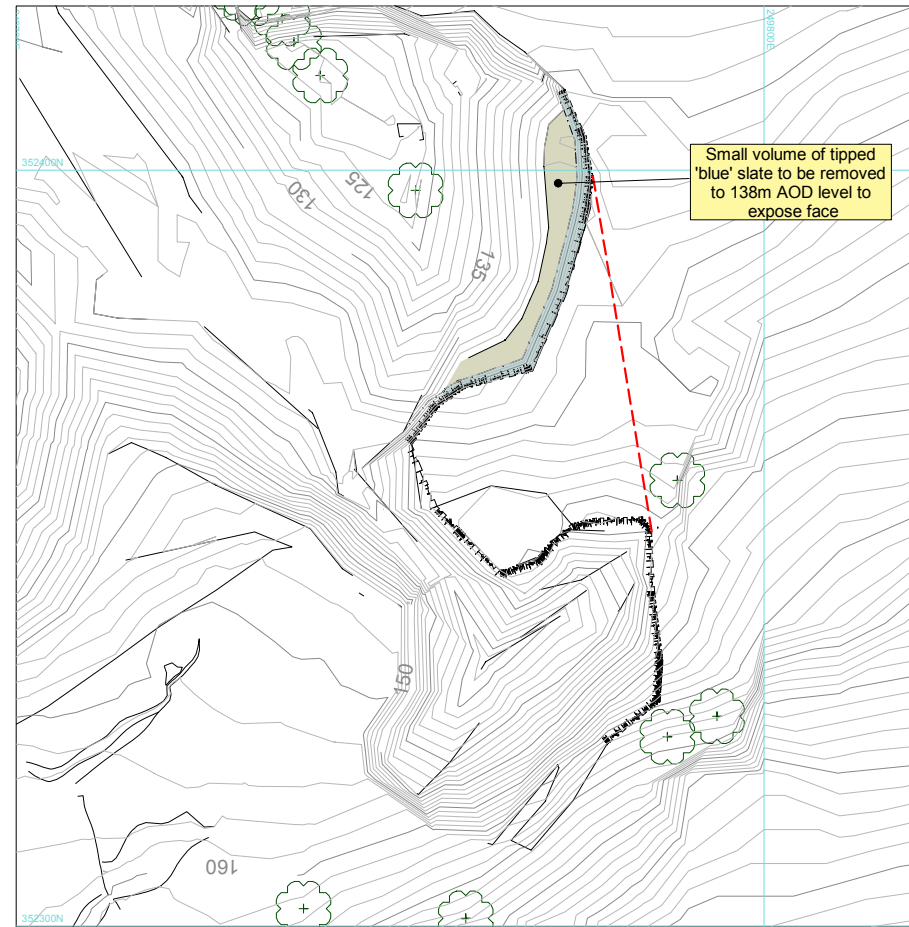 249800E
352400N
Small volume of tipped
'blue' slate to be removed
to 138m AOD level to
expose face
130
125
135
150
160
352300N